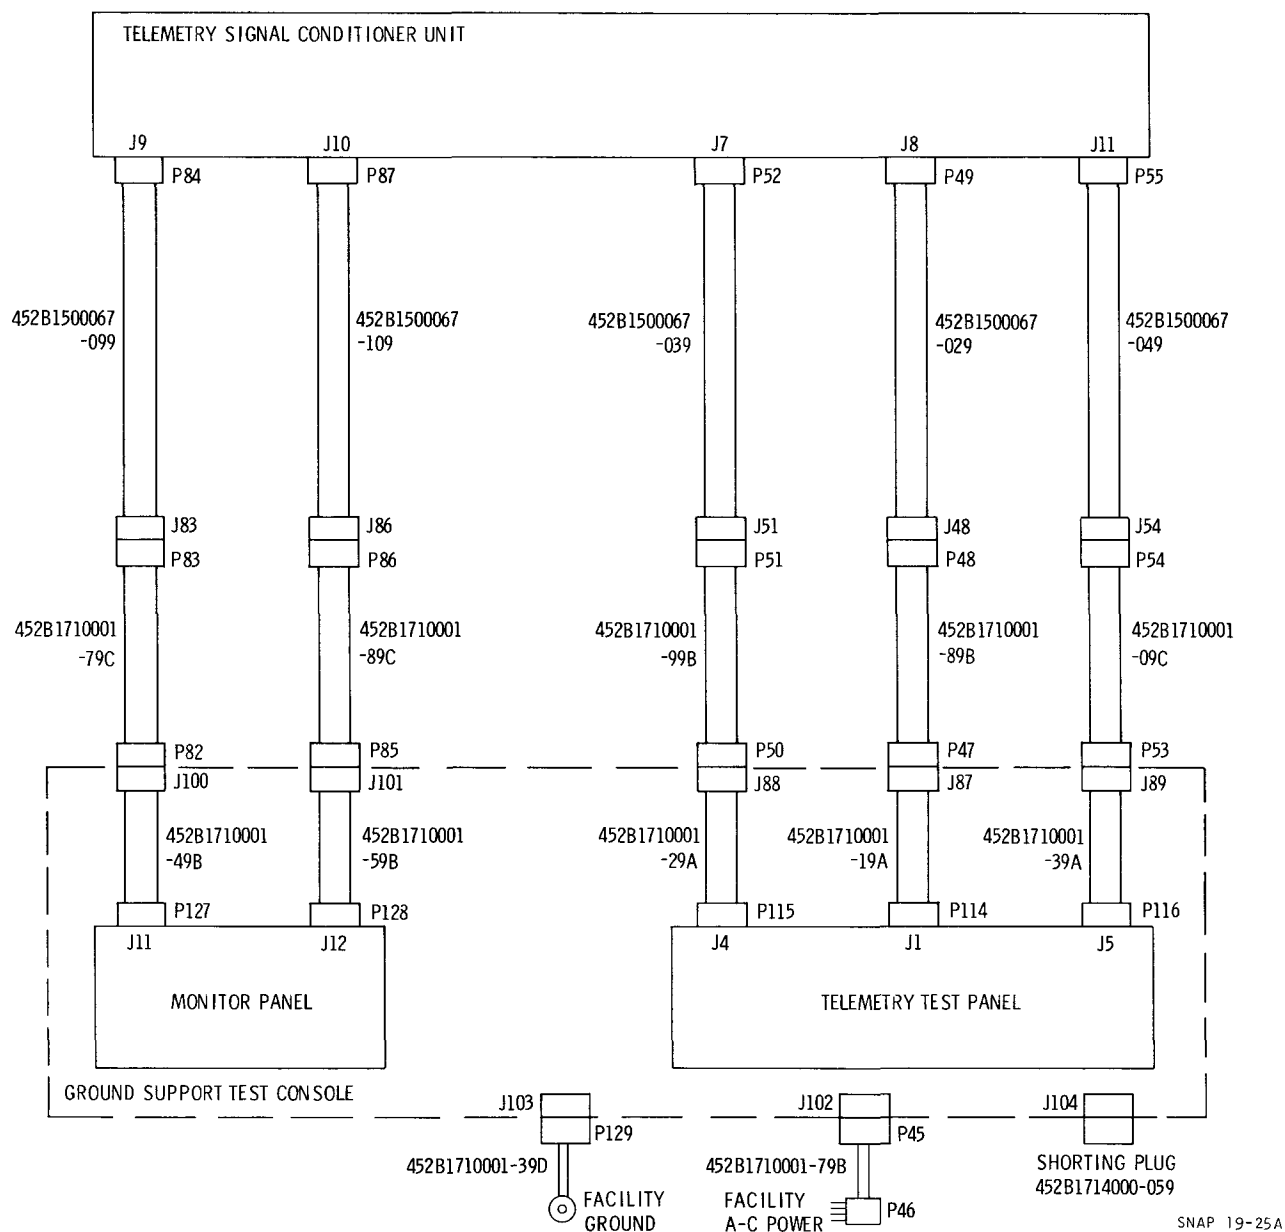 TELEMETRY SIGNAL CONDITIONER UNIT
J9 J10 J7 J8 J11
P84 P87 P52 P49 P55
452B1500067 452B1500067 452B1500067 452B1500067 452B1500067
-099 -109 -039 -029 -049
J83 J86 J51 J48 J54
P83 P86 P51 P48 P54
452B1710001 452B1710001 452B1710001 452B1710001 452B1710001
-79C -89C -99B -89B -09C
P82 P85 P50 P47 P53
J100 J101 J88 J87 J89
452B1710001 452B1710001 452B1710001 452B1710001 452B1710001
-49B -59B -29A -19A -39A
P127 P128 P115 P114 P116
J11 J12 J4 J1 J5
MONITOR PANEL TELEMETRY TEST PANEL
GROUND SUPPORT TEST CONSOLE
J103 J102 J104
P129 P45
452B1710001-39D 452B1710001-79B SHORTING PLUG
452B1714000-059
FACILITY FACILITY P46
GROUND A-C POWER
SNAP 19-25A